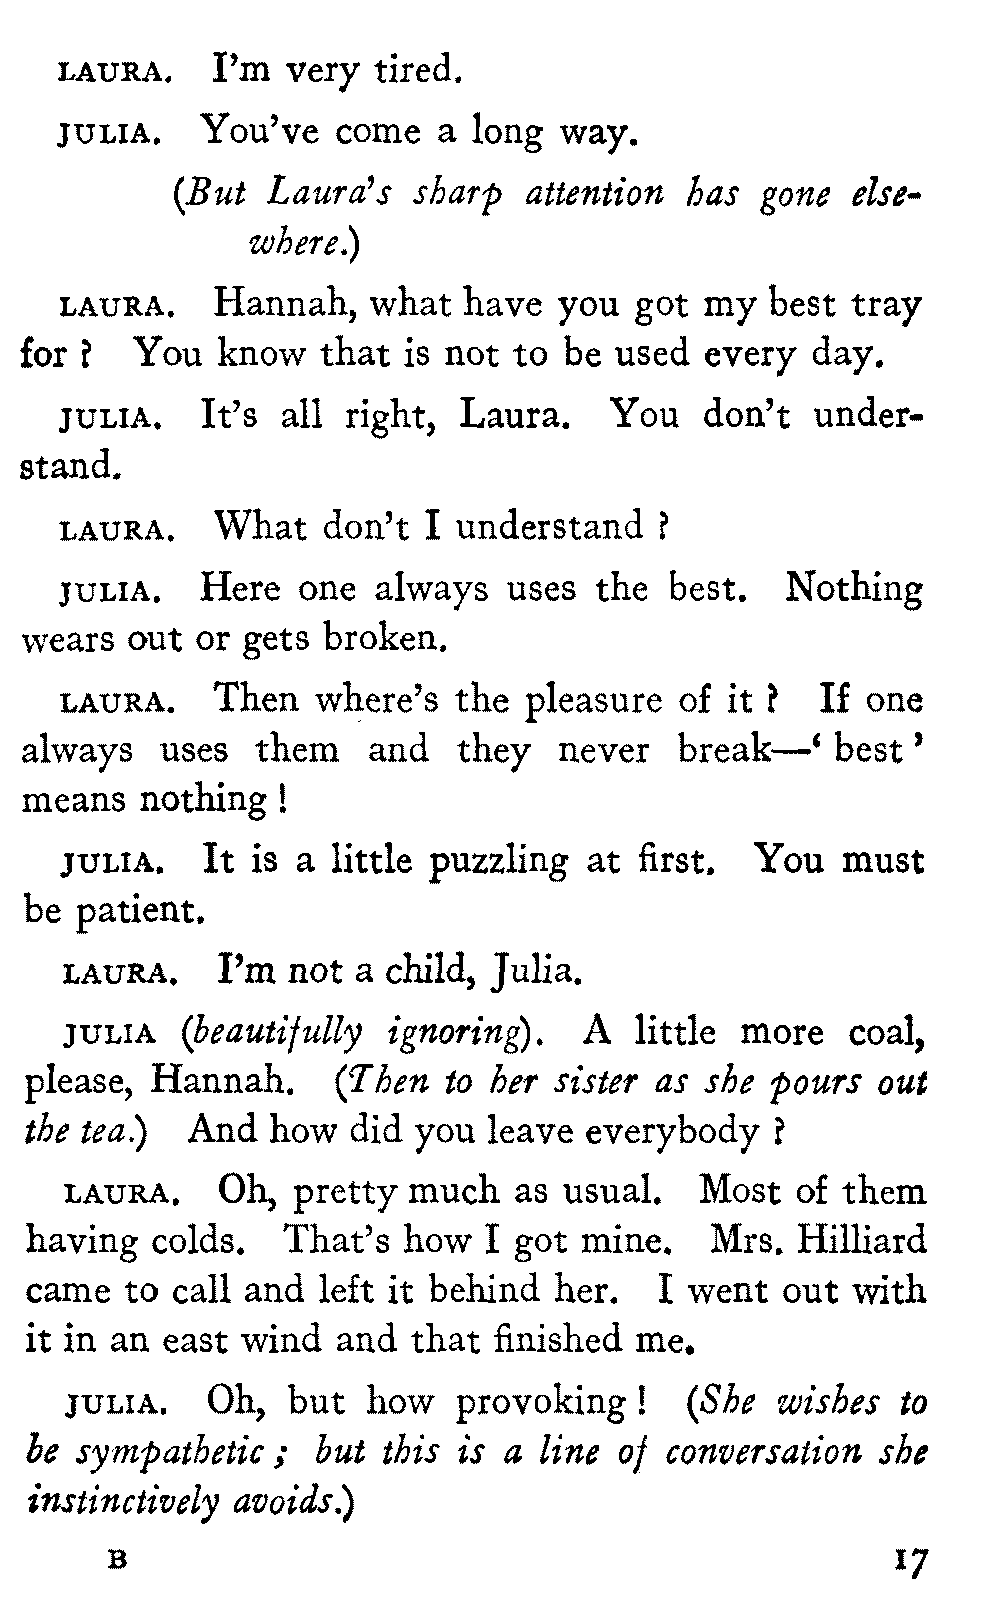 LAURA. I'm very tired.
JULIA. You've come a long way.
(But Laura's sharp attention has gone else-
where.)
LAURA. Hannah, what have you got my best tray
for ? You know that is not to be used every day.
JULIA. It's all right, Laura. You don't under-
stand.
LAURA. What don't I understand ?
JULIA. Here one always uses the best. Nothing
wears out or gets broken.
LAURA. Then where's the pleasure of it ? If one
always uses them and they never break—‘ best ’
means nothing !
JULIA. It is a little puzzling at first. You must
be patient.
LAURA. I'm not a child, Julia.
JULIA (beautifully ignoring). A little more coal,
please, Hannah. (Then to her sister as she pours out
the tea.) And how did you leave everybody ?
LAURA. Oh, pretty much as usual. Most of them
having colds. That's how I got mine. Mrs. Hilliard
came to call and left it behind her. I went out with
it in an east wind and that finished me.
JULIA. Oh, but how provoking ! (She wishes to
be sympathetic ; but this is a line of conversation she
instinctively avoids.)
B 17